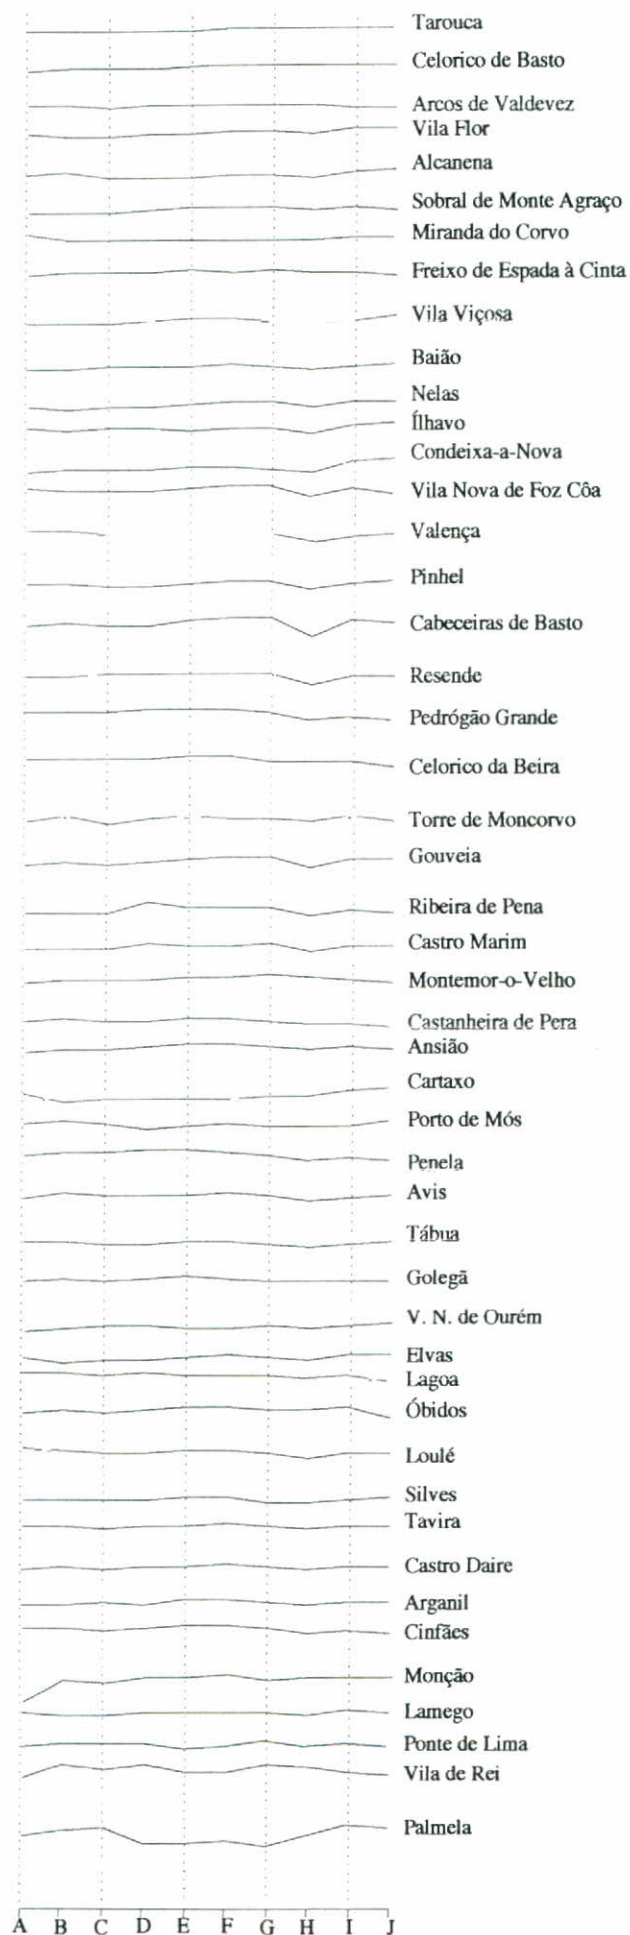 Tarouca
Celorico de Basto
Arcos de Valdevez
Vila Flor
Alcanena
Sobral de Monte Agraço
Miranda do Corvo
Freixo de Espada à Cinta
Vila Viçosa
Baião
Nelas
Ílhavo
Condeixa-a-Nova
Vila Nova de Foz Côa
Valença
Pinhel
Cabeceiras de Basto
Resende
Pedrógão Grande
Celorico da Beira
Torre de Moncorvo
Gouveia
Ribeira de Pena
Castro Marim
Montemor-o-Velho
Castanheira de Pera
Ansião
Cartaxo
Porto de Mós
Penela
Avis
Tábua
Golegã
V. N. de Ourém
Elvas
Lagoa
Óbidos
Loulé
Silves
Tavira
Castro Daire
Arganil
Cinfães
Monção
Lamego
Ponte de Lima
Vila de Rei
Palmela
A B C D E F G H I J